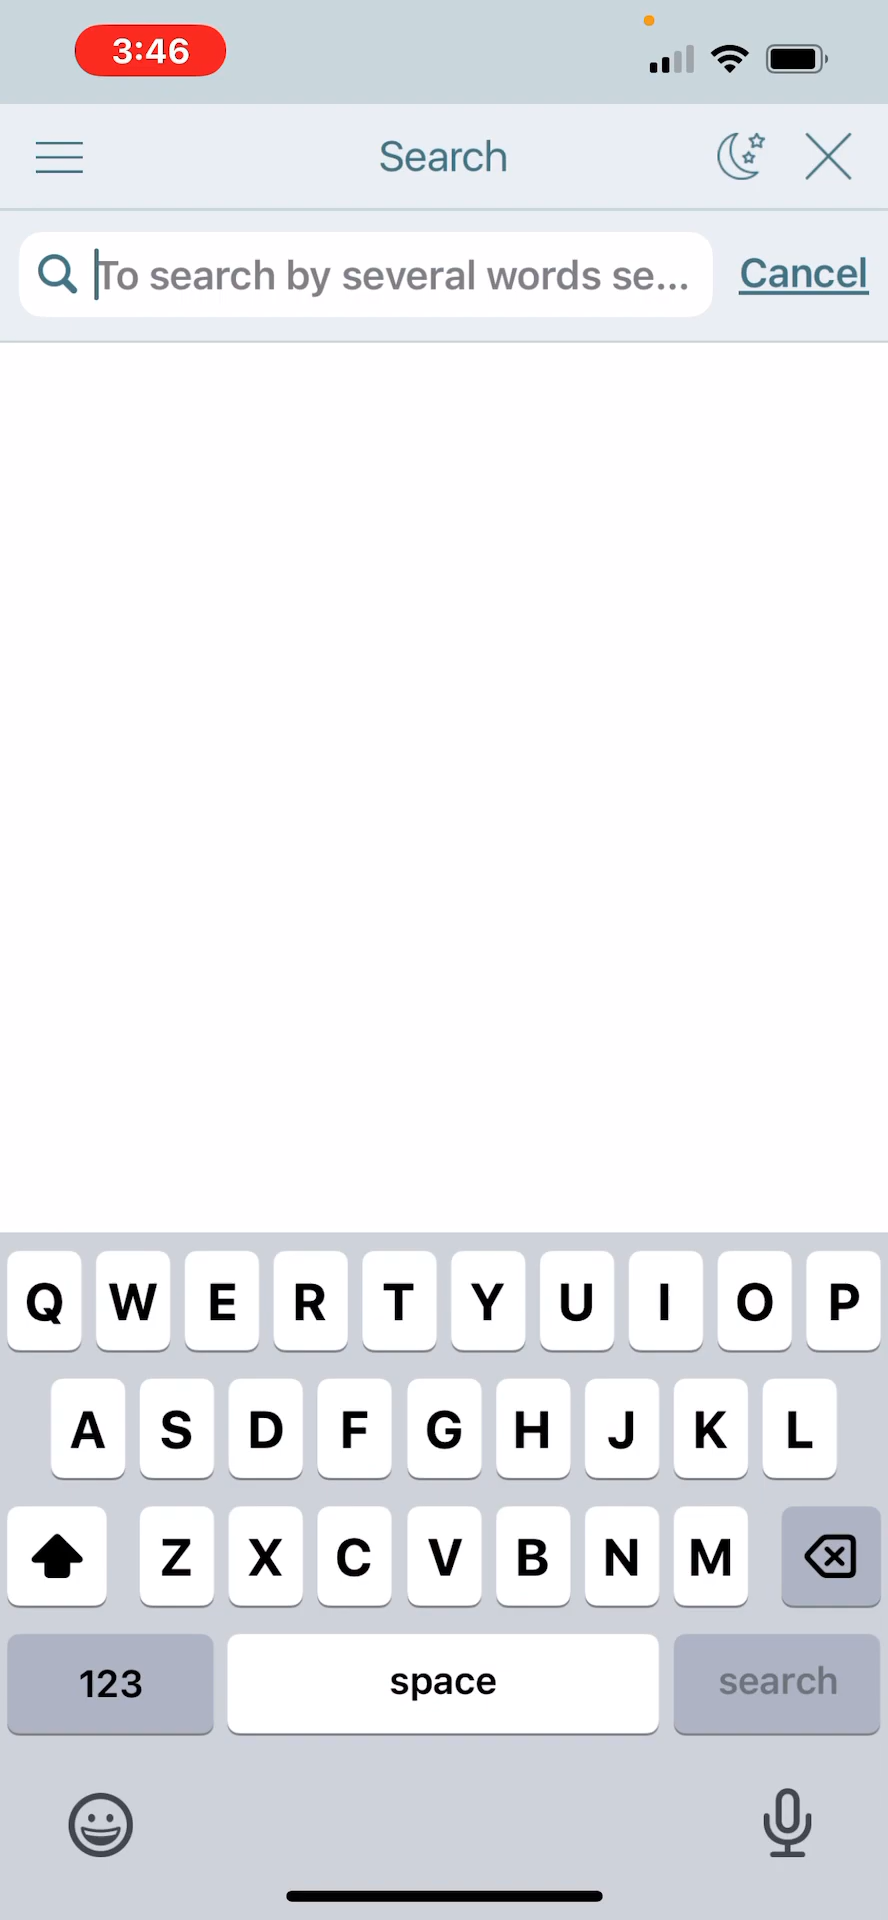 3:46
Search
To search by several words se...
Cancel
Q W E R T Y U I O P
A S D F G H J K L
Z X C V B N M
123 space search